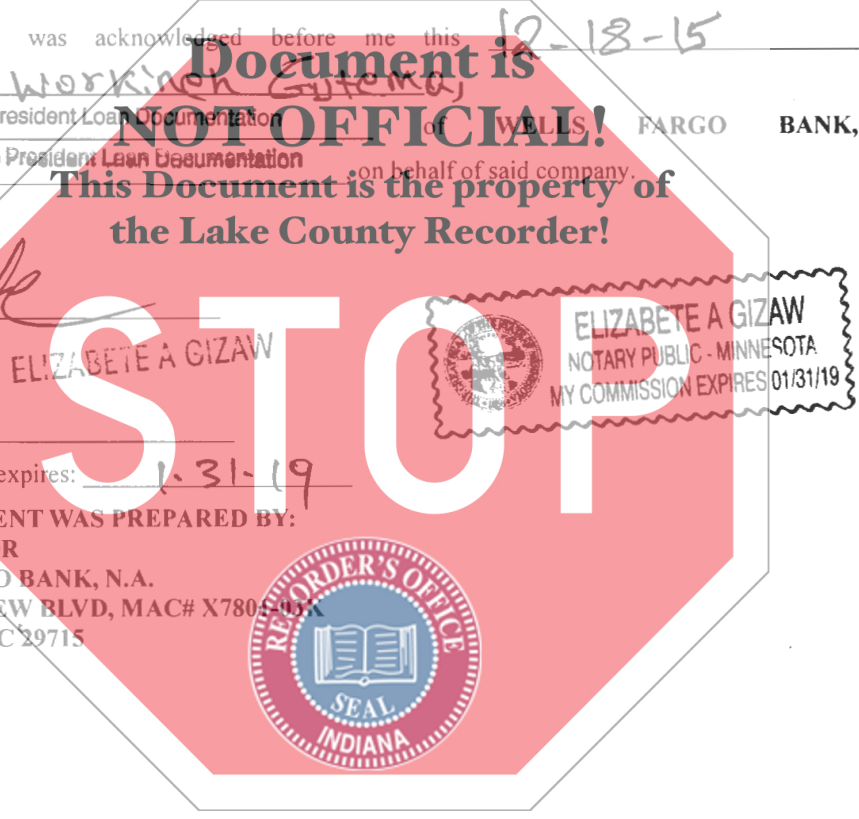 was acknowledged before me this 12-18-15
Document is
Workineh Gutema,
resident Loan Documentation
NOT OFFICIAL!
of WELLS FARGO BANK,
President Loan Documentation
on behalf of said company.
This Document is the property of
the Lake County Recorder!
ELIZABETE A GIZAW
NOTARY PUBLIC - MINNESOTA
MY COMMISSION EXPIRES 01/31/19
ELIZABETE A GIZAW
STOP
expires: 1-31-19
ENT WAS PREPARED BY:
R
O BANK, N.A.
EW BLVD, MAC# X7801-03K
C 29715
RECORDER'S OFFICE
SEAL
INDIANA